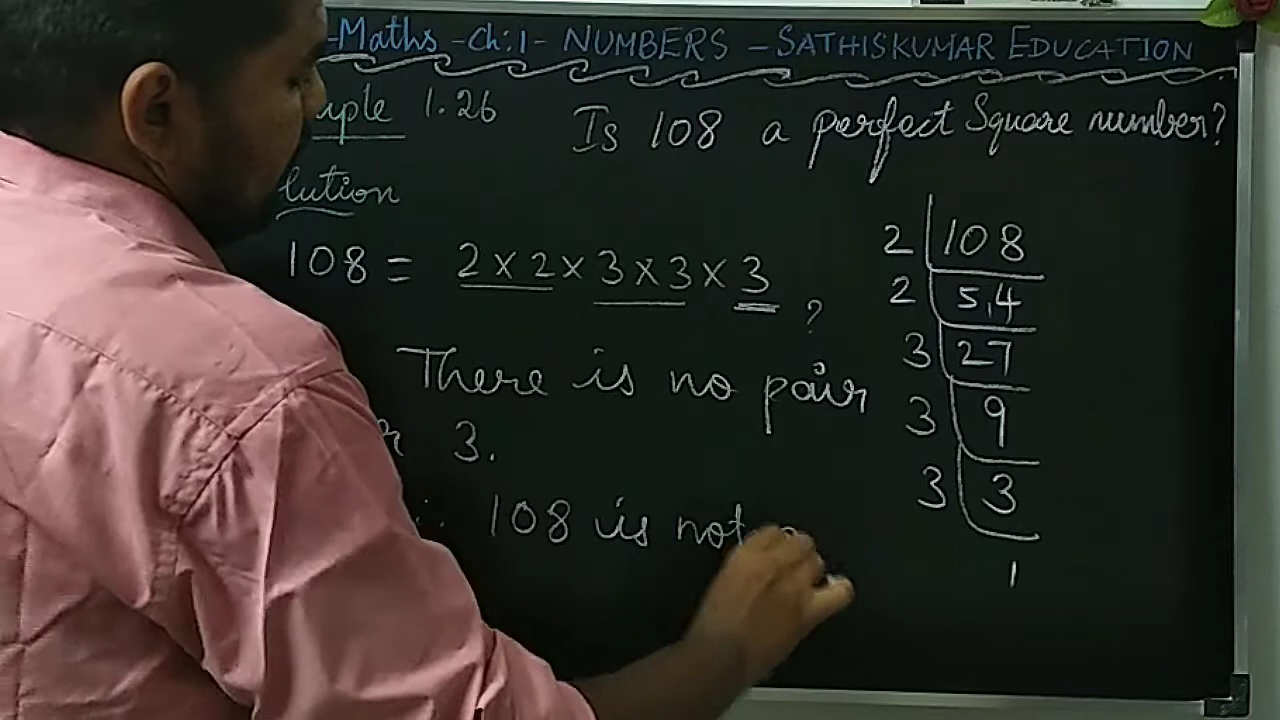 -Maths -Ch:1- NUMBERS - SATHISKUMAR EDUCATION
1.26 Is 108 a perfect Square number?
108 = 2 × 2 × 3 × 3 × 3 ?
There is no pair
3.
∴ 108 is not
2 108
2 54
3 27
3 9
3 3
1